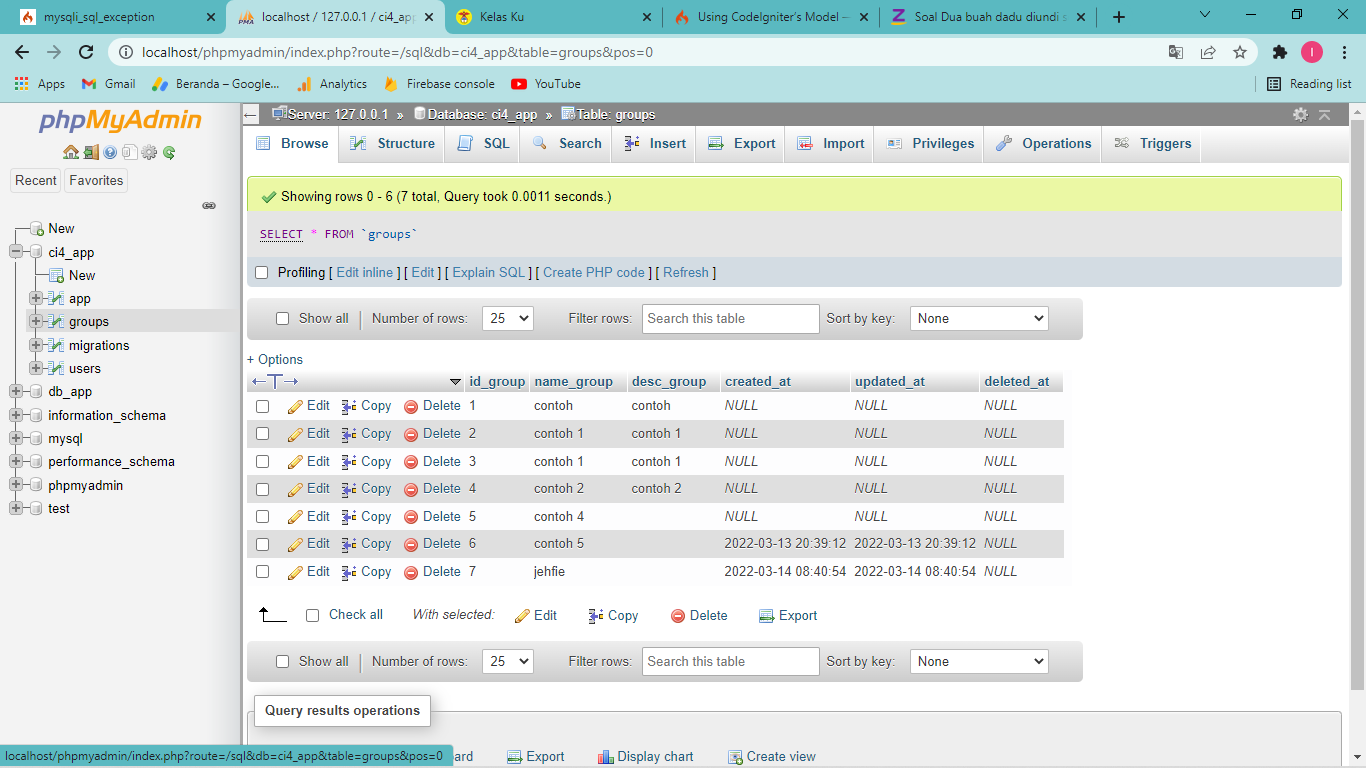 mysqli_sql_exception
localhost / 127.0.0.1 / ci4_app
Kelas Ku
Using CodeIgniter's Model —
Soal Dua buah dadu diundi s
localhost/phpmyadmin/index.php?route=/sql&db=ci4_app&table=groups&pos=0
Apps Gmail Beranda – Google... Analytics Firebase console YouTube Reading list
phpMyAdmin
Recent Favorites
New
ci4_app
New
app
groups
migrations
users
db_app
information_schema
mysql
performance_schema
phpmyadmin
test
Server: 127.0.0.1 » Database: ci4_app » Table: groups
Browse Structure SQL Search Insert Export Import Privileges Operations Triggers
Showing rows 0 - 6 (7 total, Query took 0.0011 seconds.)
SELECT * FROM `groups`
Profiling [ Edit inline ] [ Edit ] [ Explain SQL ] [ Create PHP code ] [ Refresh ]
Show all | Number of rows: 25 Filter rows: Search this table Sort by key: None
+ Options
id_group name_group desc_group created_at updated_at deleted_at
Edit Copy Delete 1 contoh contoh NULL NULL NULL
Edit Copy Delete 2 contoh 1 contoh 1 NULL NULL NULL
Edit Copy Delete 3 contoh 1 contoh 1 NULL NULL NULL
Edit Copy Delete 4 contoh 2 contoh 2 NULL NULL NULL
Edit Copy Delete 5 contoh 4 NULL NULL NULL
Edit Copy Delete 6 contoh 5 2022-03-13 20:39:12 2022-03-13 20:39:12 NULL
Edit Copy Delete 7 jehfie 2022-03-14 08:40:54 2022-03-14 08:40:54 NULL
Check all With selected: Edit Copy Delete Export
Show all | Number of rows: 25 Filter rows: Search this table Sort by key: None
Query results operations
localhost/phpmyadmin/index.php?route=/sql&db=ci4_app&table=groups&pos=0
Export Display chart Create view